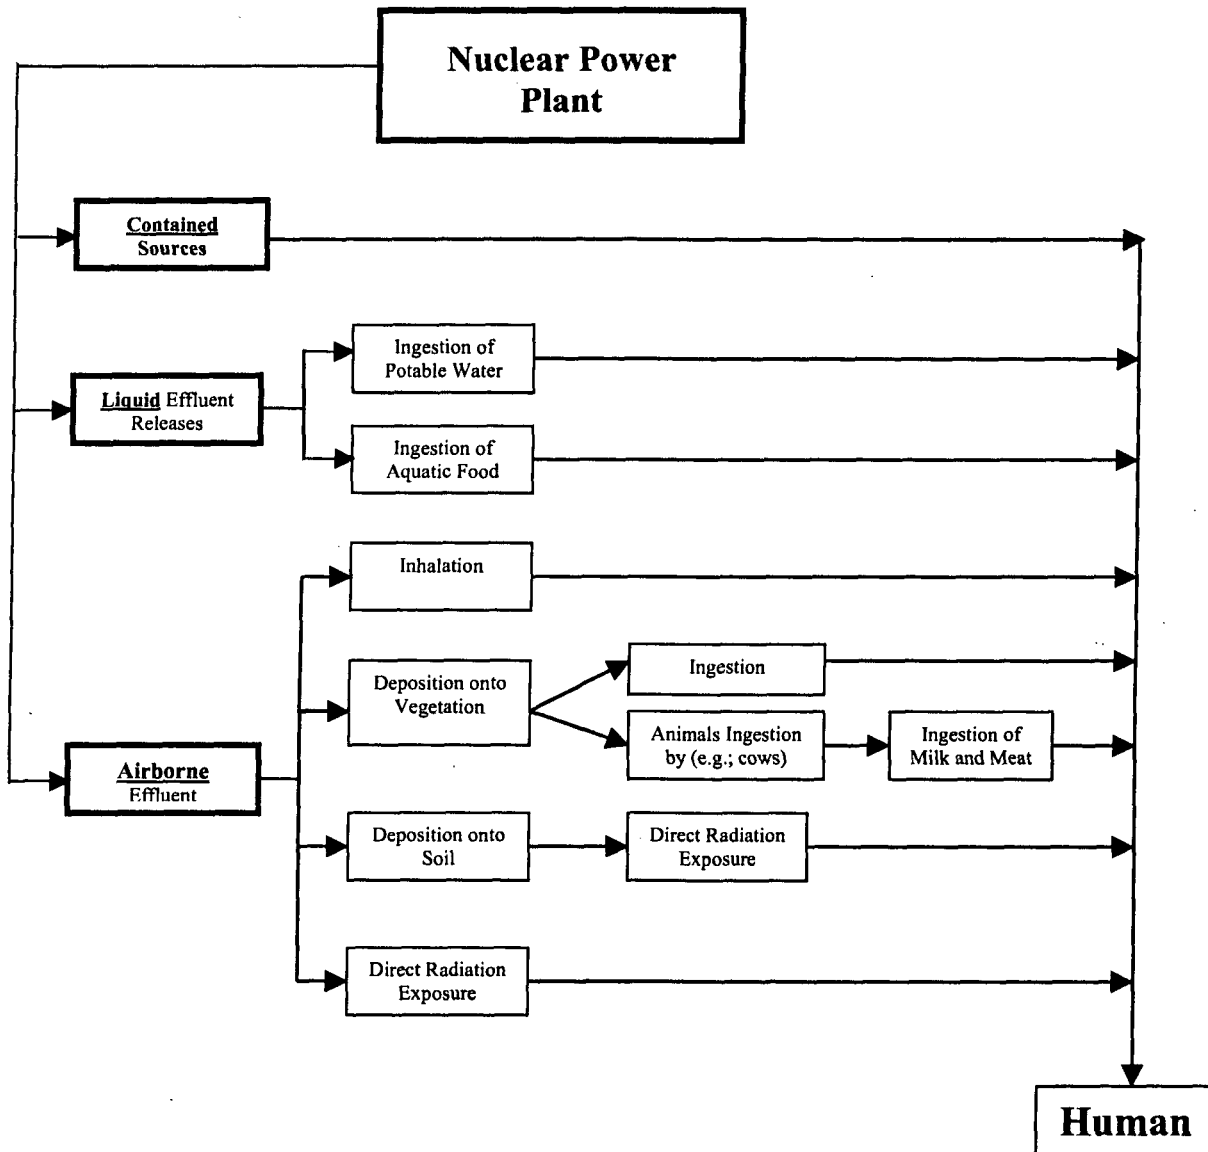 Nuclear Power
Plant
Contained
Sources
Ingestion of
Potable Water
Liquid Effluent
Releases
Ingestion of
Aquatic Food
Inhalation
Deposition onto
Vegetation
Ingestion
Animals Ingestion
by (e.g.; cows)
Ingestion of
Milk and Meat
Airborne
Effluent
Deposition onto
Soil
Direct Radiation
Exposure
Direct Radiation
Exposure
Human